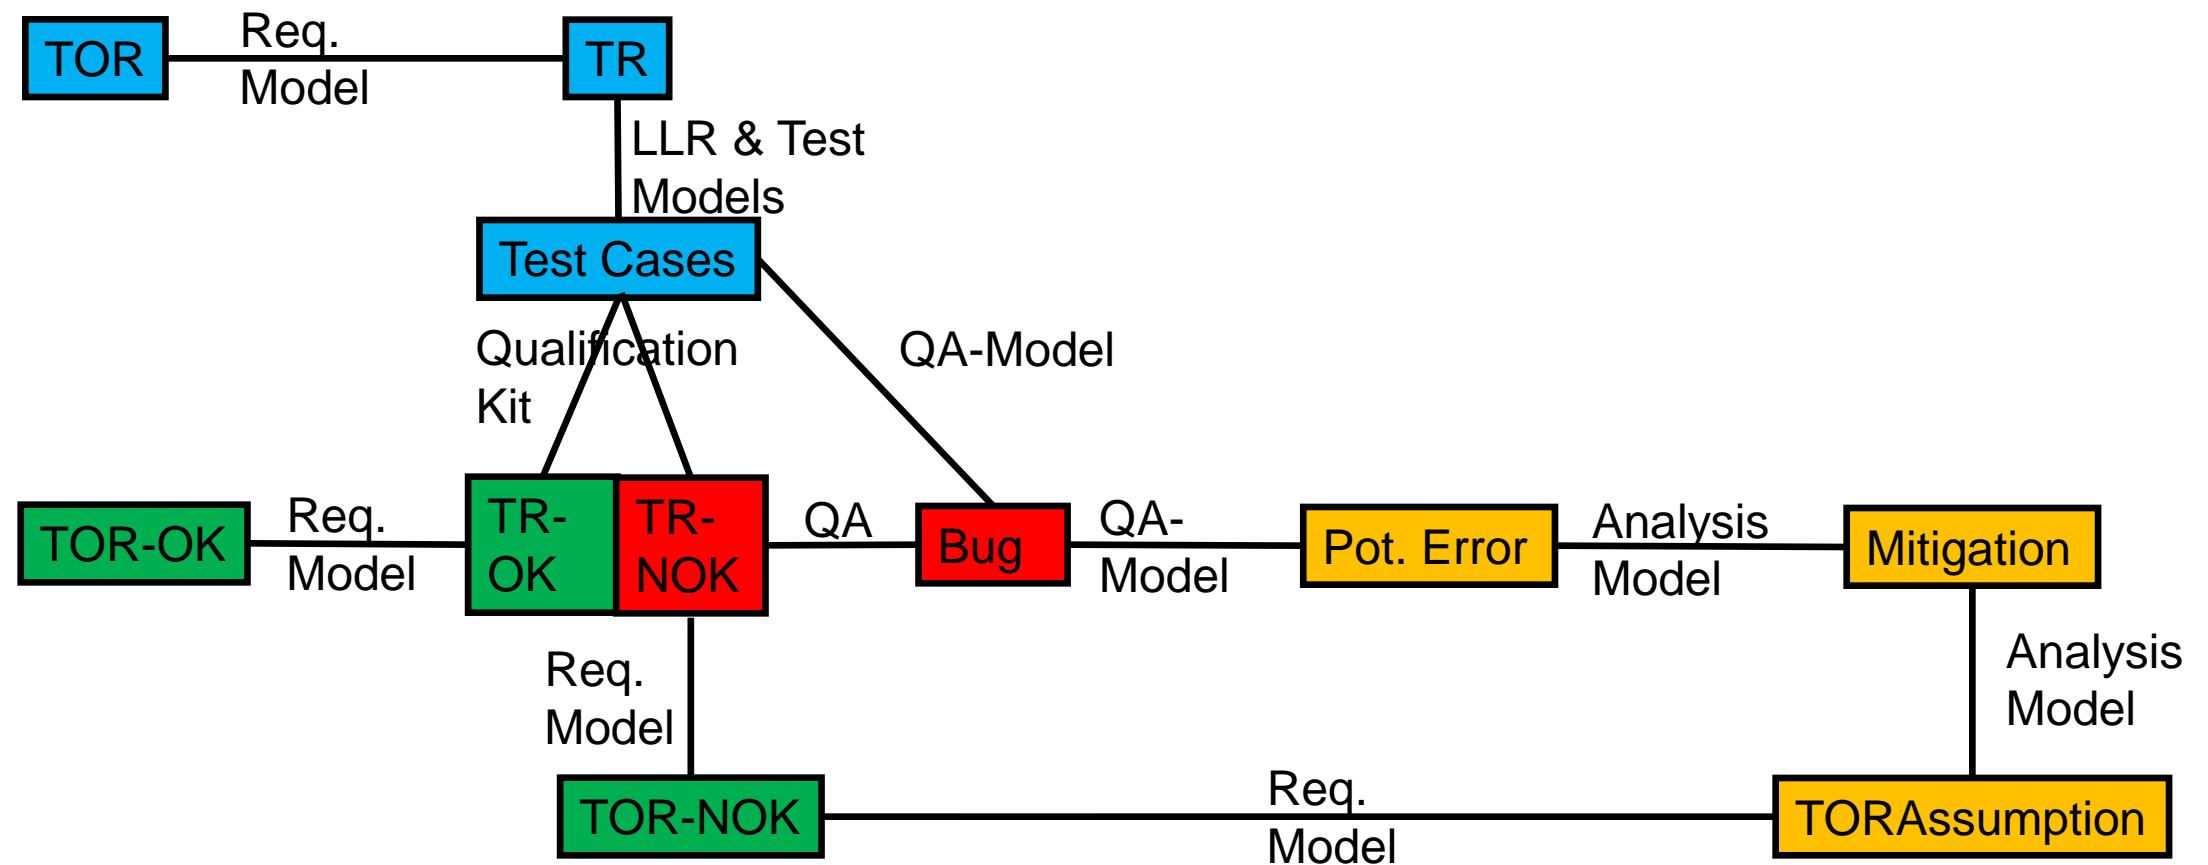 TOR
Req.
Model
TR
LLR & Test
Models
Test Cases
Qualification
Kit
QA-Model
TOR-OK
Req.
Model
TR-
OK
TR-
NOK
QA
Bug
QA-
Model
Pot. Error
Analysis
Model
Mitigation
Req.
Model
Analysis
Model
TOR-NOK
Req.
Model
TORAssumption